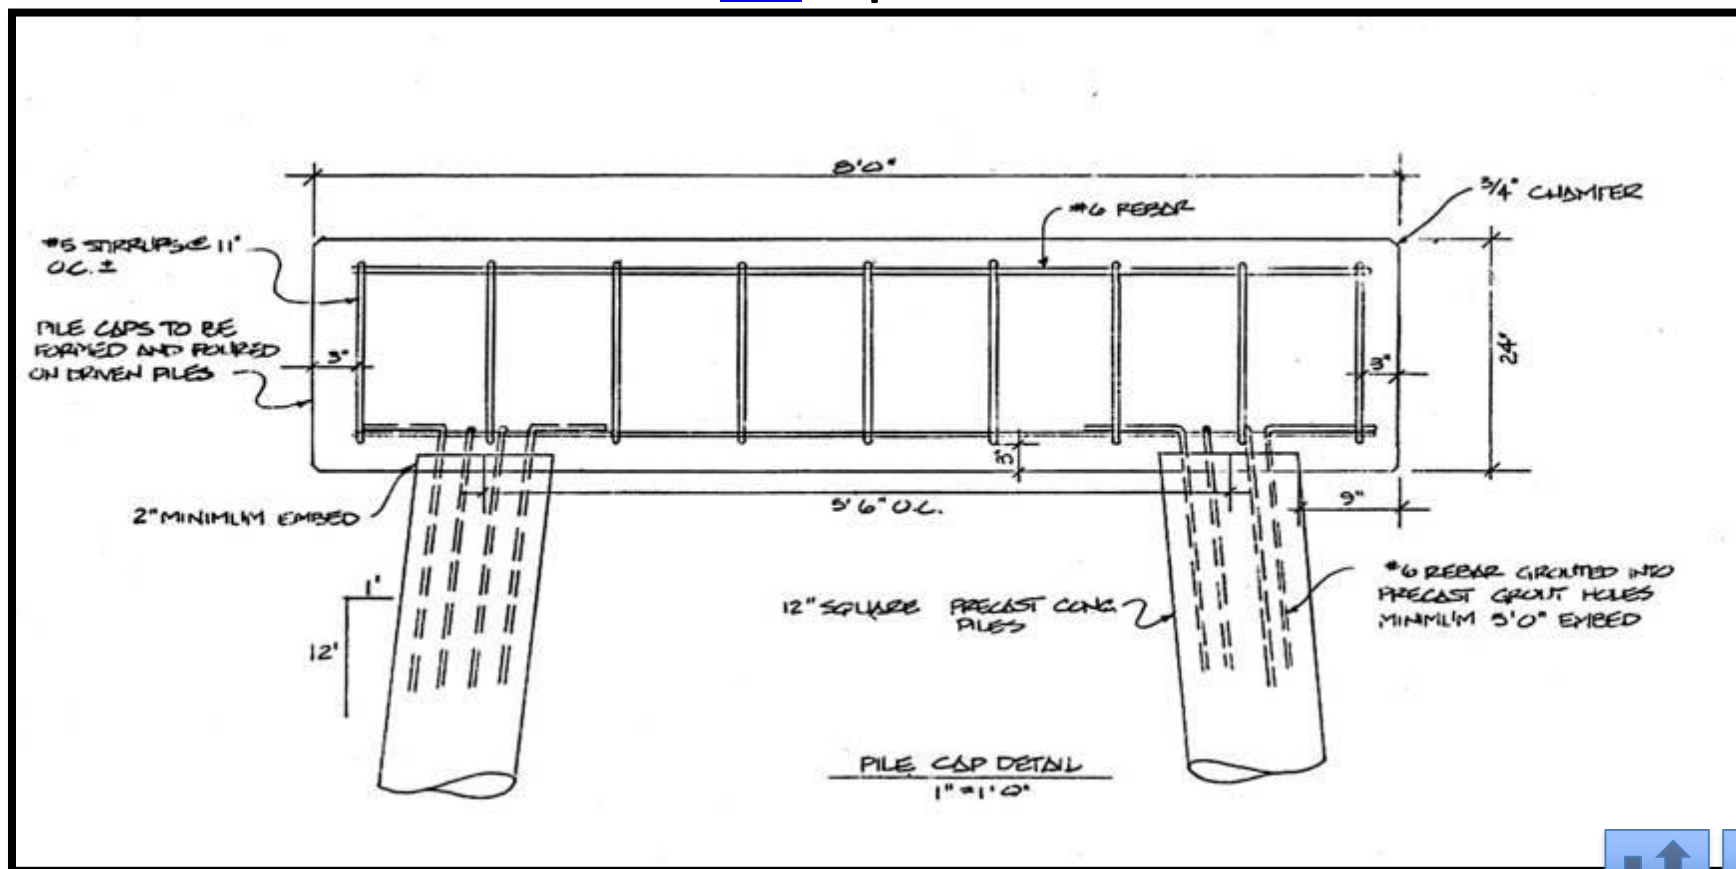 8'0"
#6 REBAR
3/4" CHAMFER
#5 STIRRUPS @ 11"
O.C. ±
PILE CAPS TO BE
FORMED AND POURED
ON DRIVEN PILES
3"
3"
24"
3"
2" MINIMUM EMBED
5'6" O.C.
9"
1'
12'
12" SQUARE PRECAST CONC.
PILES
#6 REBAR GROUTED INTO
PRECAST GROUT HOLES
MINIMUM 3'0" EMBED
PILE CAP DETAIL
1" = 1'0"